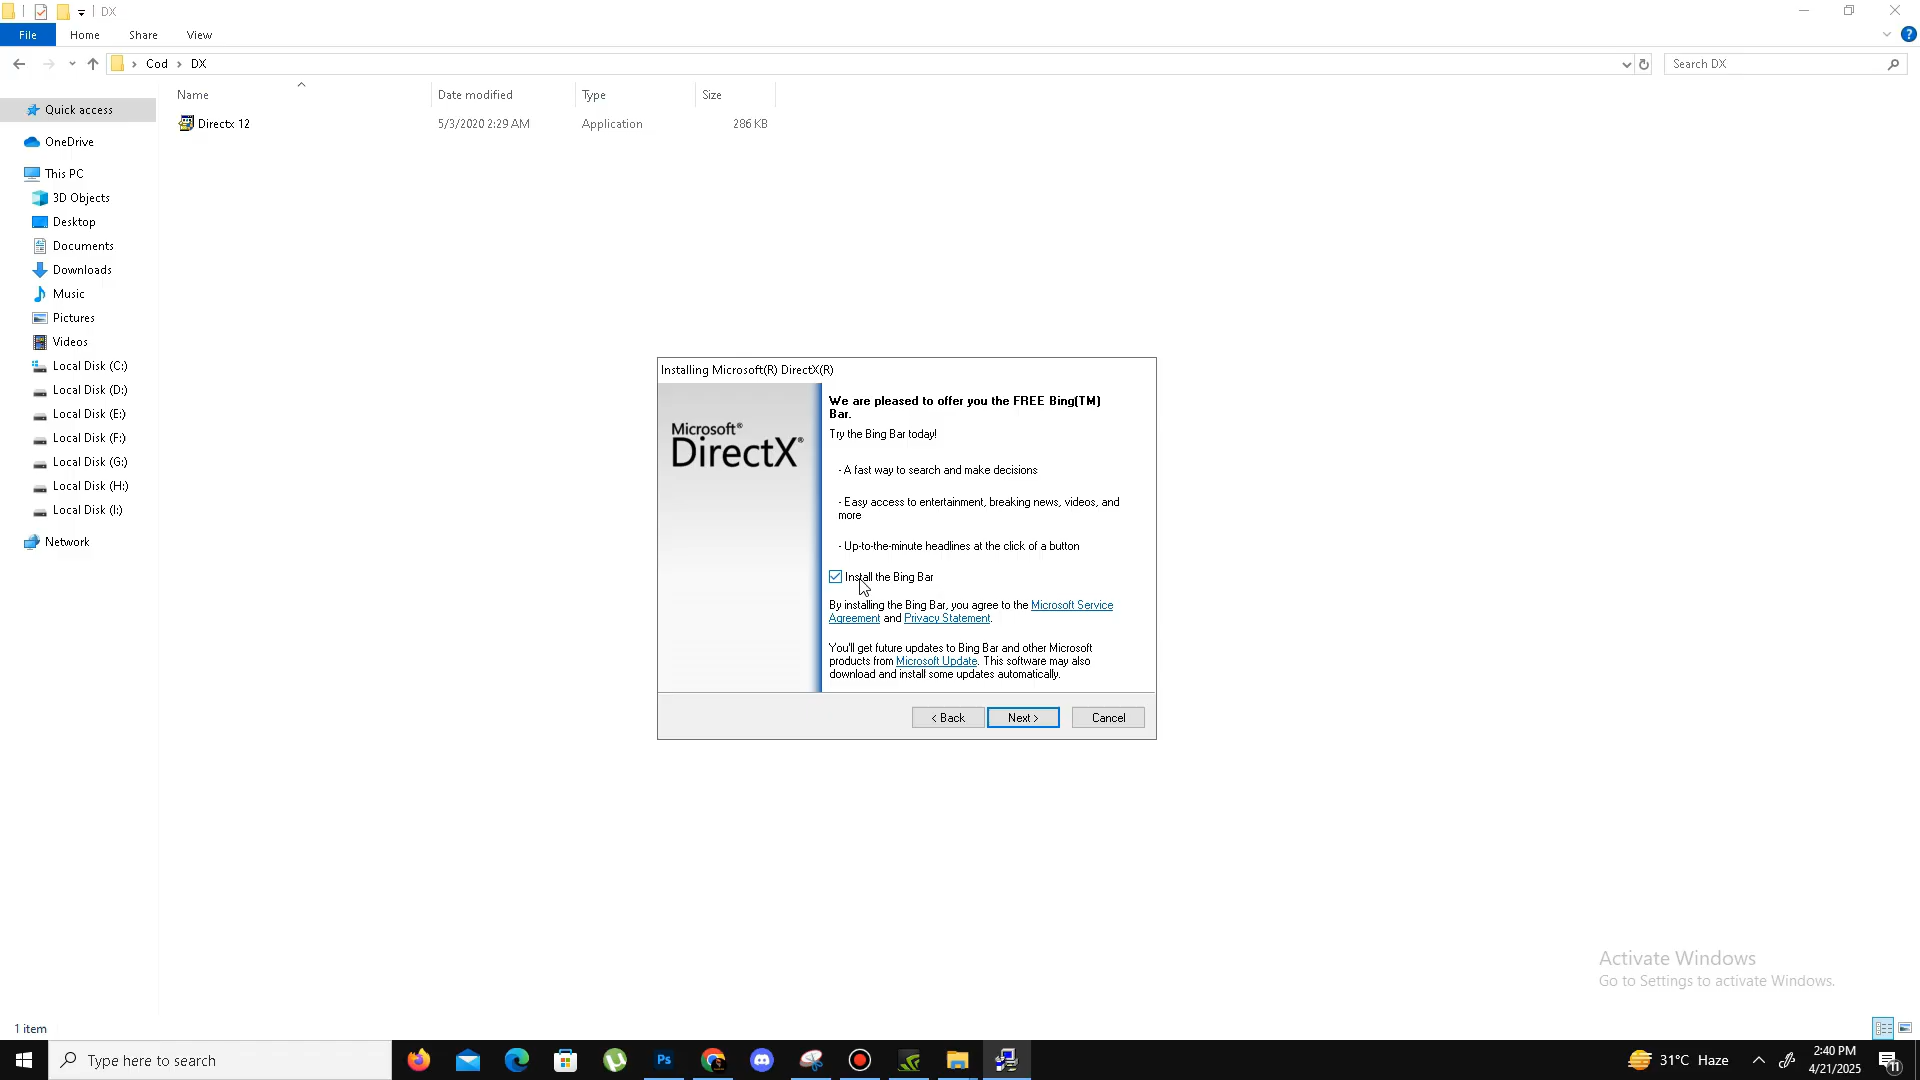 DX
File Home Share View
Cod > DX
Search DX
Name Date modified Type Size
Quick access
Directx 12 5/3/2020 2:29 AM Application 286 KB
OneDrive
This PC
3D Objects
Desktop
Documents
Downloads
Music
Pictures
Videos
Local Disk (C:)
Local Disk (D:)
Local Disk (E:)
Local Disk (F:)
Local Disk (G:)
Local Disk (H:)
Local Disk (I:)
Network
Installing Microsoft(R) DirectX(R)
Microsoft®
DirectX®
We are pleased to offer you the FREE Bing(TM)
Bar.
Try the Bing Bar today!
- A fast way to search and make decisions
- Easy access to entertainment, breaking news, videos, and
more
- Up-to-the-minute headlines at the click of a button
Install the Bing Bar
By installing the Bing Bar, you agree to the Microsoft Service
Agreement and Privacy Statement.
You'll get future updates to Bing Bar and other Microsoft
products from Microsoft Update. This software may also
download and install some updates automatically.
< Back Next > Cancel
Activate Windows
Go to Settings to activate Windows.
1 item
Type here to search
Ps
31°C Haze
2:40 PM
4/21/2025
11